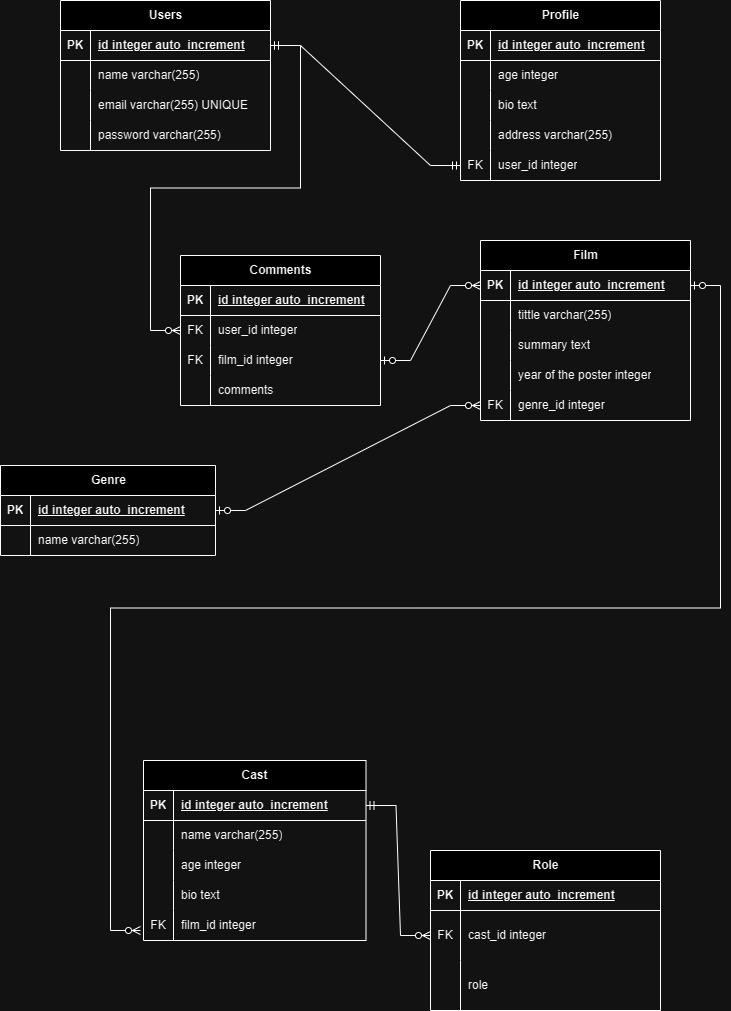 Users
PK id integer auto_increment
name varchar(255)
email varchar(255) UNIQUE
password varchar(255)
Profile
PK id integer auto_increment
age integer
bio text
address varchar(255)
FK user_id integer
Comments
PK id integer auto_increment
FK user_id integer
FK film_id integer
comments
Film
PK id integer auto_increment
tittle varchar(255)
summary text
year of the poster integer
FK genre_id integer
Genre
PK id integer auto_increment
name varchar(255)
Cast
PK id integer auto_increment
name varchar(255)
age integer
bio text
FK film_id integer
Role
PK id integer auto_increment
FK cast_id integer
role